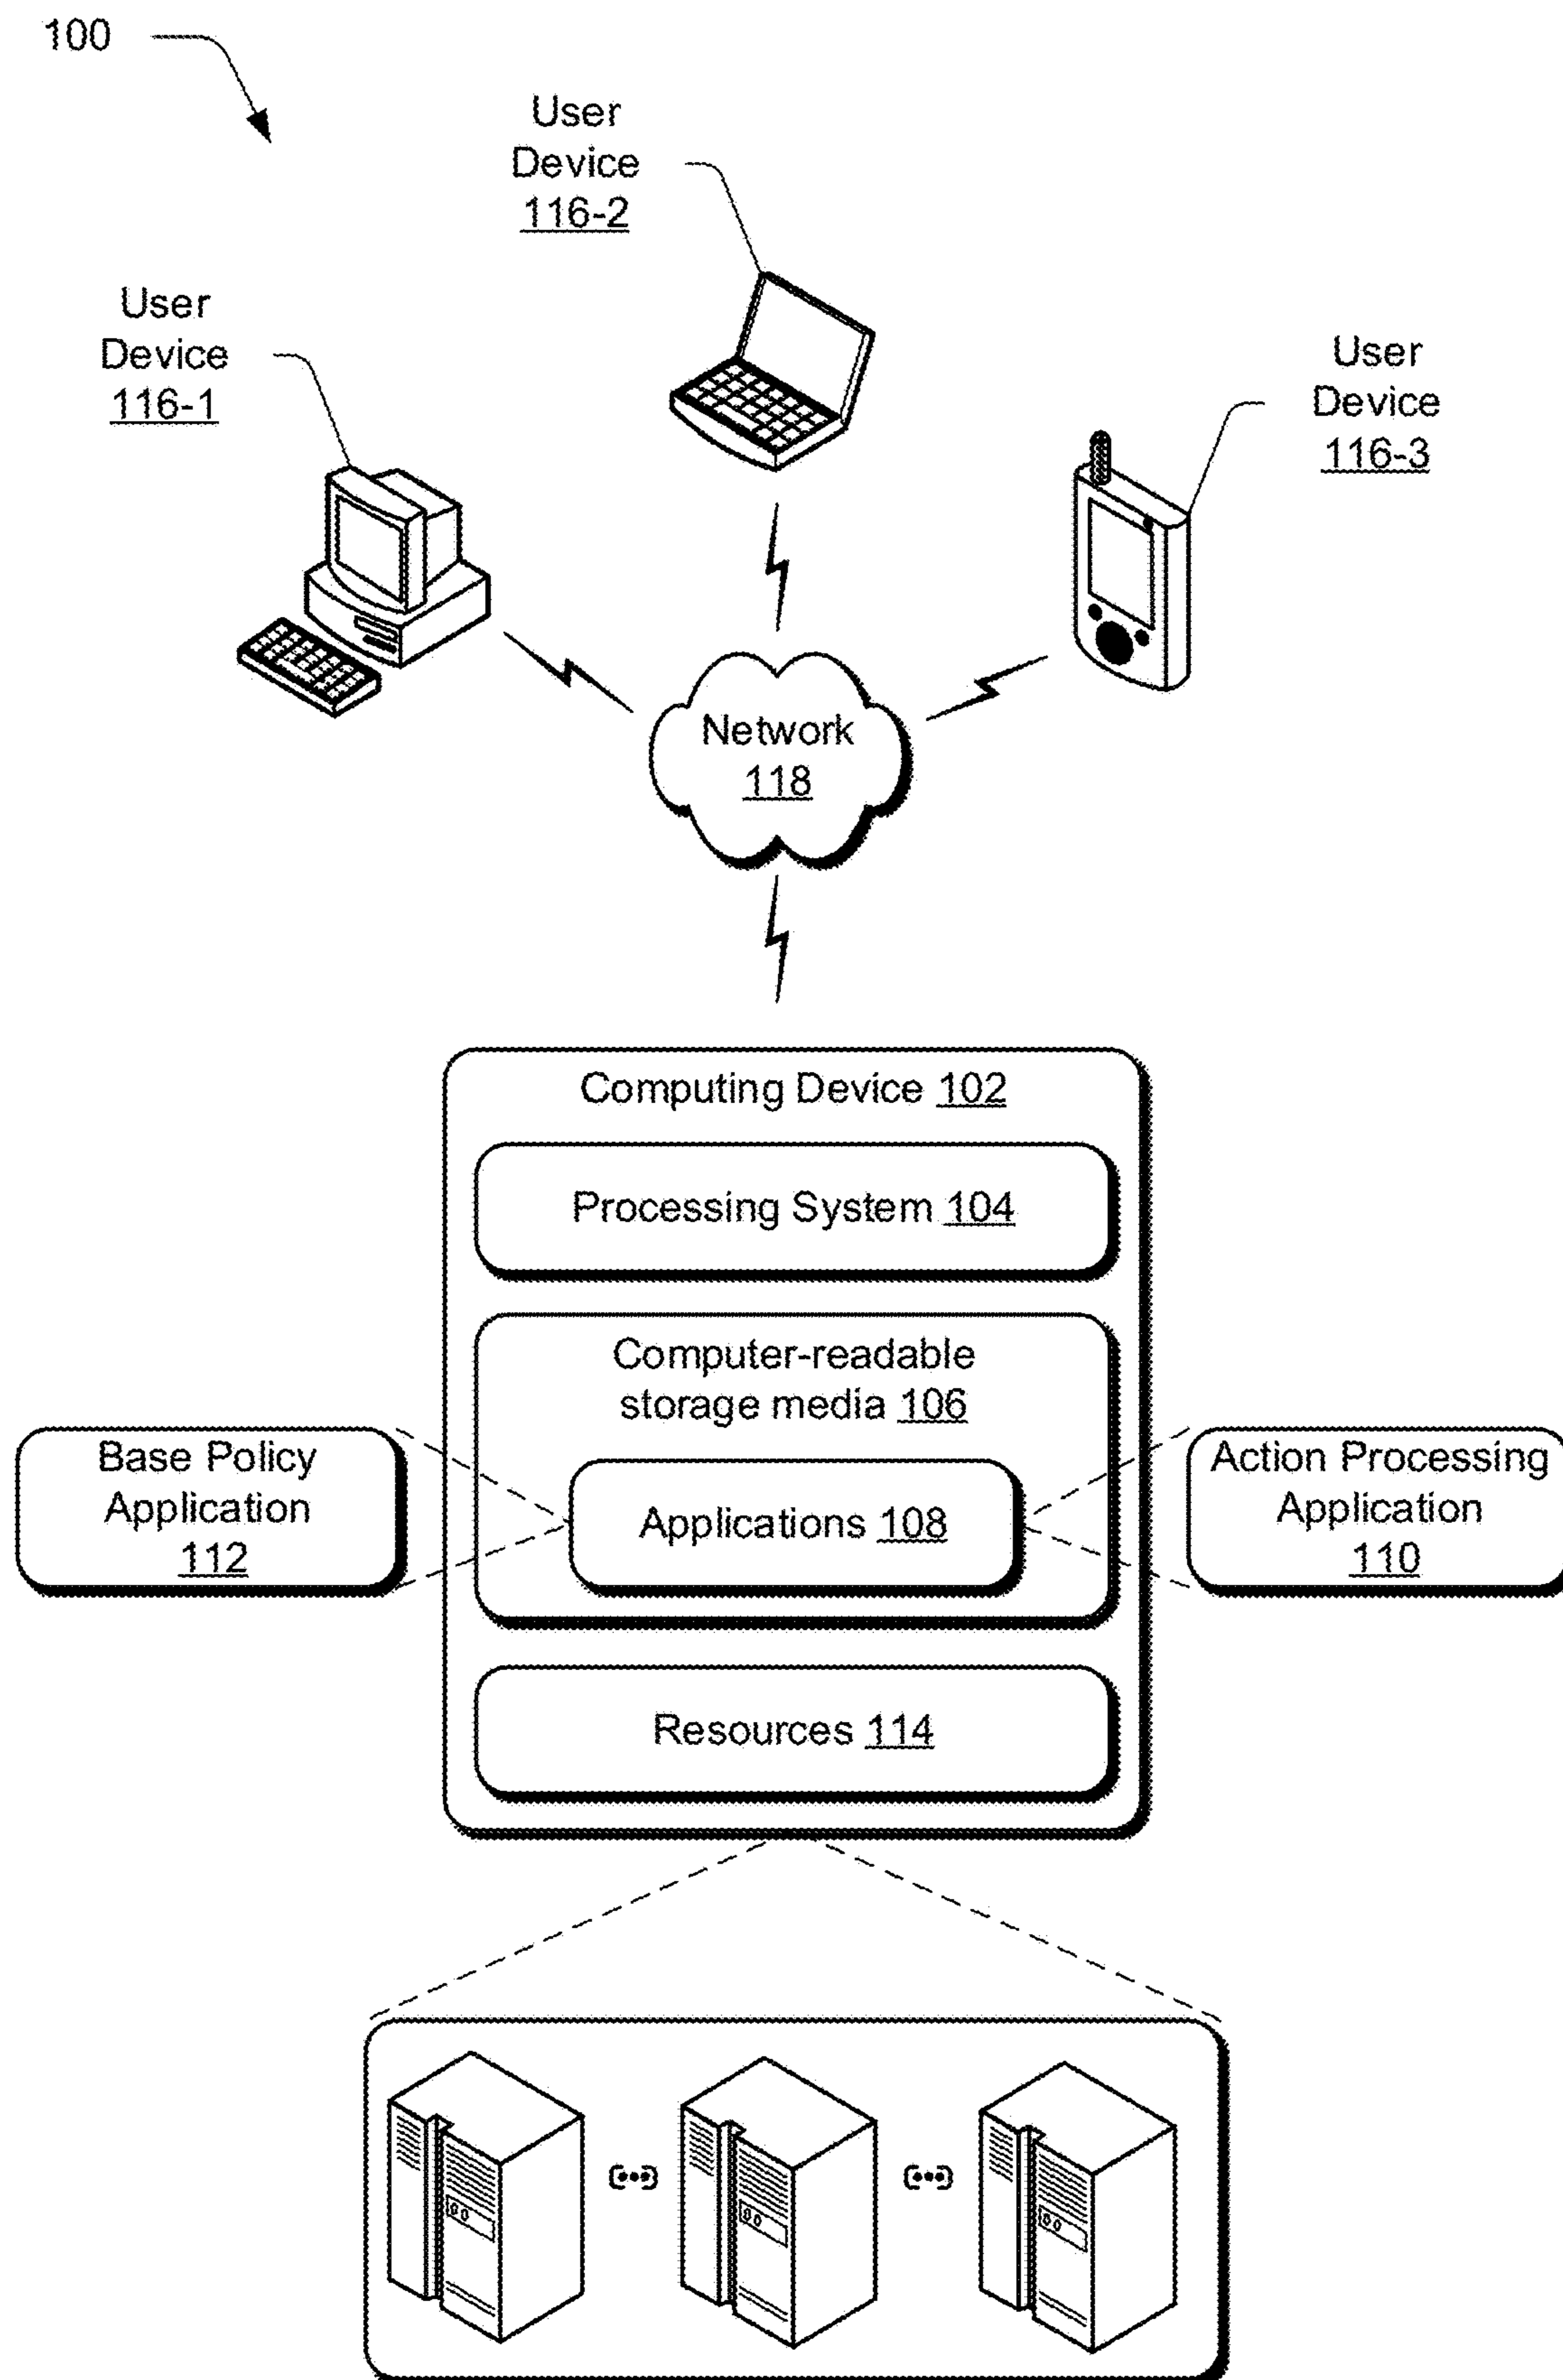 100
User
Device
116-2
User
Device
116-1
User
Device
116-3
Network
118
Computing Device 102
Processing System 104
Computer-readable
storage media 106
Base Policy
Application
112
Applications 108
Action Processing
Application
110
Resources 114